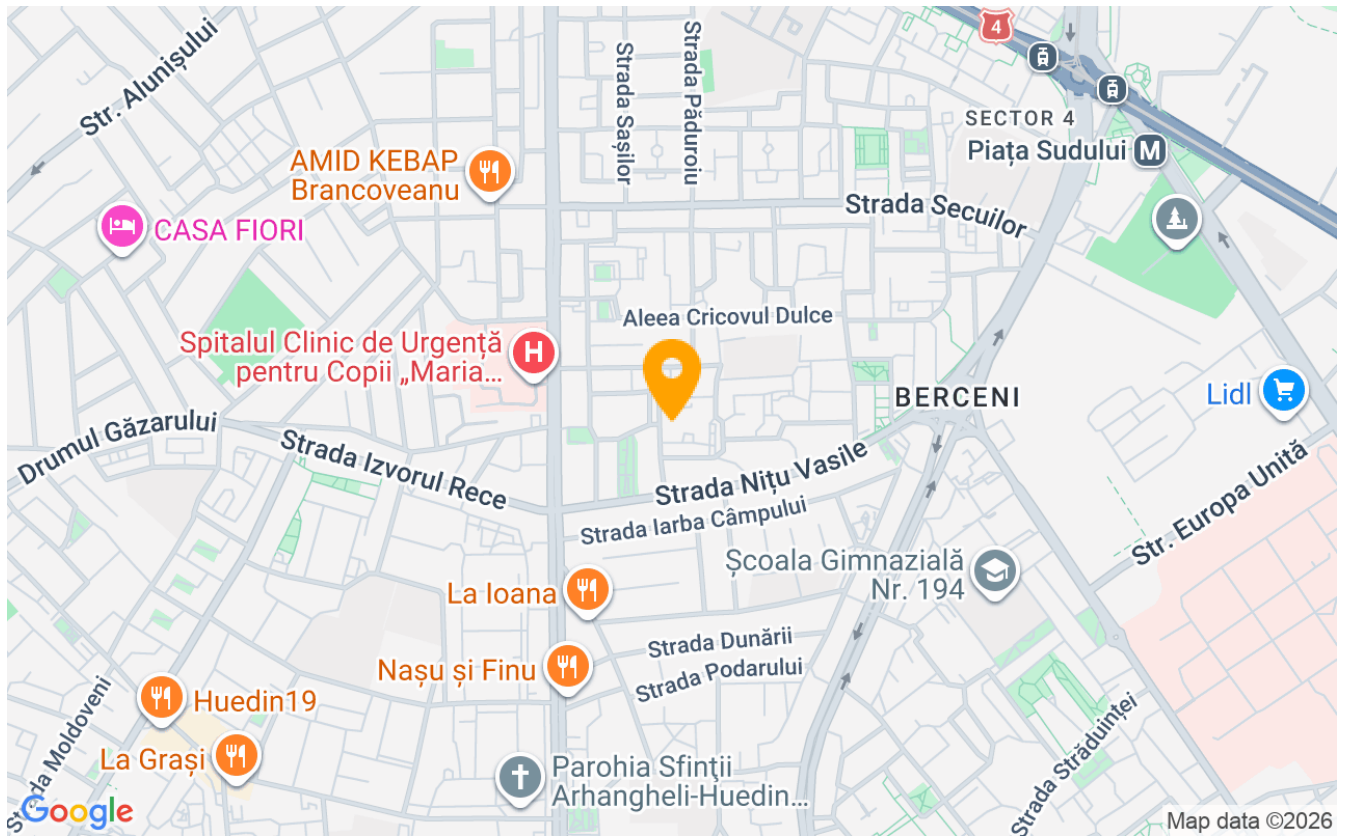 Str. Alunișului
Strada Sașilor
Strada Păduroiu
4
SECTOR 4
Piața Sudului M
AMID KEBAP
Brancoveanu
Strada Secuilor
CASA FIORI
Aleea Cricovul Dulce
Spitalul Clinic de Urgență
pentru Copii „Maria...
H
BERCENI
Lidl
Drumul Găzarului
Strada Izvorul Rece
Strada Nițu Vasile
Strada Iarba Câmpului
Str. Europa Unită
Școala Gimnazială
Nr. 194
La Ioana
Strada Dunării
Nașu și Finu
Strada Podarului
Huedin19
Strada Moldoveni
La Grași
Strada Străduinței
Parohia Sfinţii
Arhangheli-Huedin...
Google
Map data ©2026